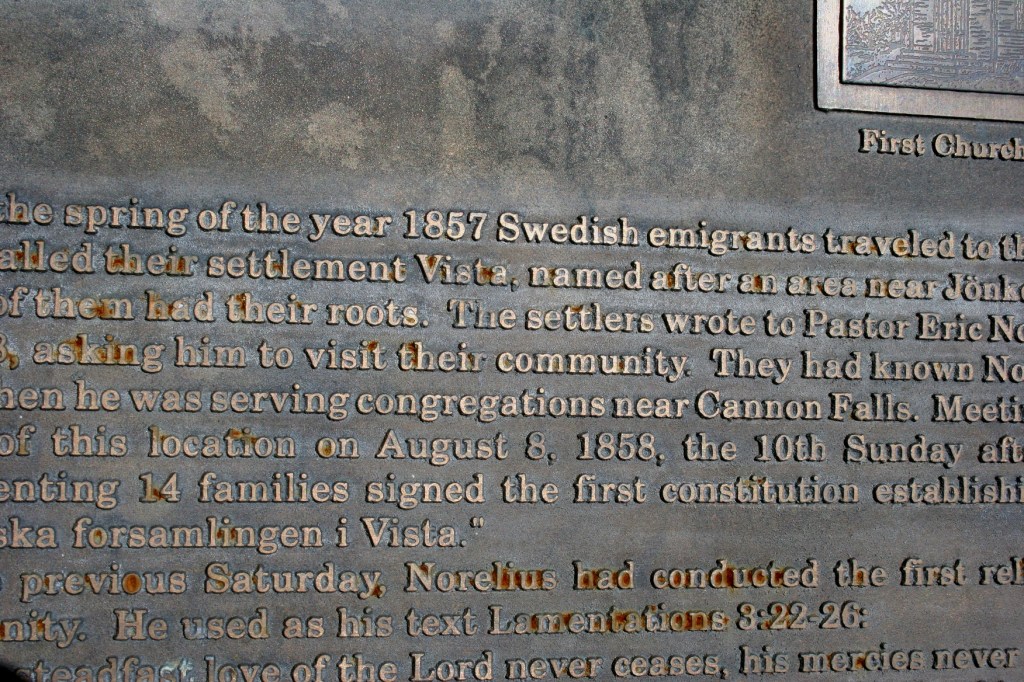 First Church
the spring of the year 1857 Swedish emigrants traveled to th
alled their settlement Vista, named after an area near Jönk
of them had their roots. The settlers wrote to Pastor Eric No
8, asking him to visit their community. They had known No
hen he was serving congregations near Cannon Falls. Meetin
of this location on August 8, 1858, the 10th Sunday aft
enting 14 families signed the first constitution establishi
ska forsamlingen i Vista."
previous Saturday, Norelius had conducted the first rel
nity. He used as his text Lamentations 3:22-26:
steadfast love of the Lord never ceases, his mercies never